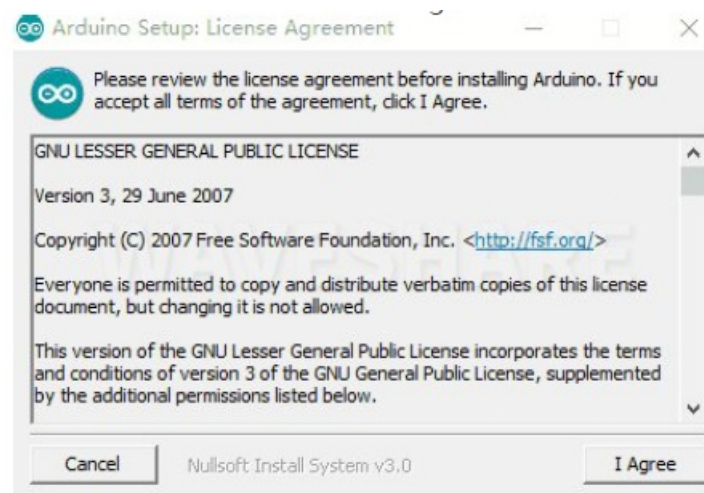 Arduino Setup: License Agreement
Please review the license agreement before installing Arduino. If you
accept all terms of the agreement, click I Agree.
GNU LESSER GENERAL PUBLIC LICENSE
Version 3, 29 June 2007
Copyright (C) 2007 Free Software Foundation, Inc. <http://fsf.org/>
WAVESHARE
Everyone is permitted to copy and distribute verbatim copies of this license
document, but changing it is not allowed.
This version of the GNU Lesser General Public License incorporates the terms
and conditions of version 3 of the GNU General Public License, supplemented
by the additional permissions listed below.
Cancel
Nullsoft Install System v3.0
I Agree